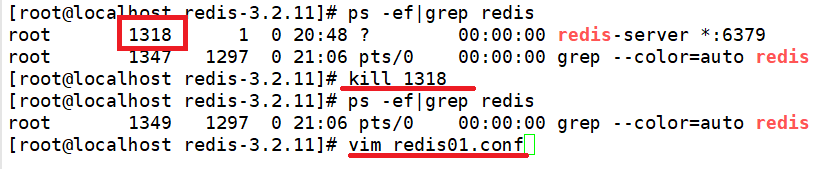 [root@localhost redis-3.2.11]# ps -ef|grep redis
root 1318 1 0 20:48 ? 00:00:00 redis-server *:6379
root 1347 1297 0 21:06 pts/0 00:00:00 grep --color=auto redis
[root@localhost redis-3.2.11]# kill 1318
[root@localhost redis-3.2.11]# ps -ef|grep redis
root 1349 1297 0 21:06 pts/0 00:00:00 grep --color=auto redis
[root@localhost redis-3.2.11]# vim redis01.conf